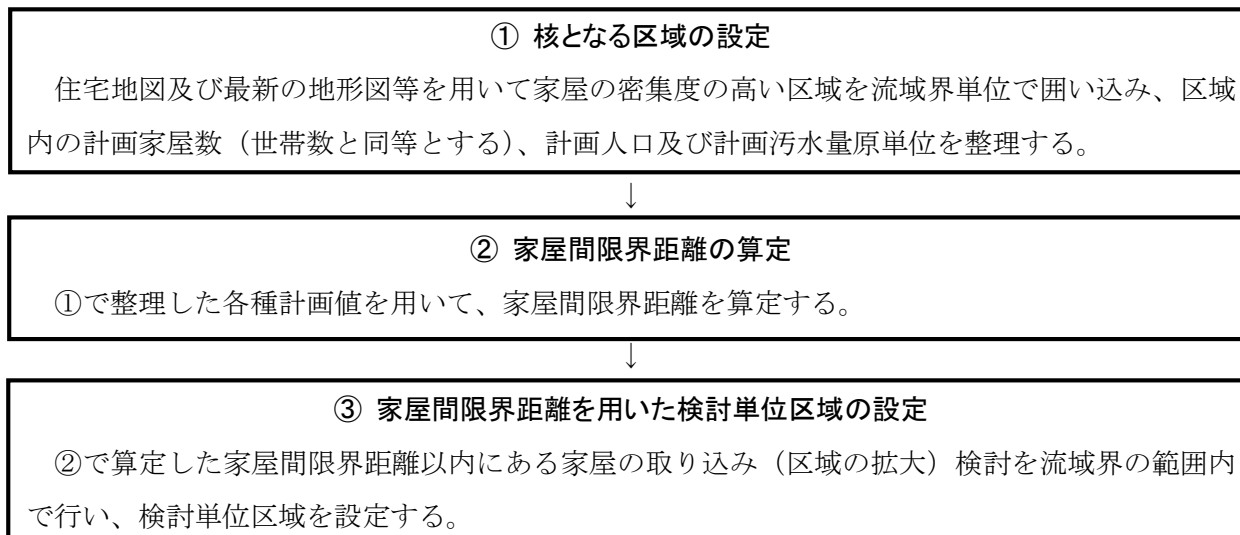 ① 核となる区域の設定
住宅地図及び最新の地形図等を用いて家屋の密集度の高い区域を流域界単位で囲い込み、区域
内の計画家屋数（世帯数と同等とする）、計画人口及び計画汚水量原単位を整理する。
↓
② 家屋間限界距離の算定
①で整理した各種計画値を用いて、家屋間限界距離を算定する。
↓
③ 家屋間限界距離を用いた検討単位区域の設定
②で算定した家屋間限界距離以内にある家屋の取り込み（区域の拡大）検討を流域界の範囲内
で行い、検討単位区域を設定する。